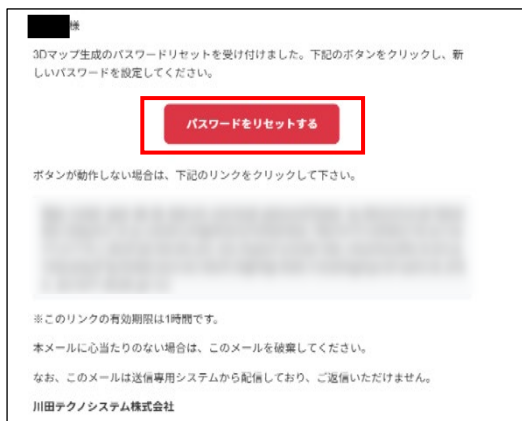 様
3Dマップ生成のパスワードリセットを受け付けました。下記のボタンをクリックし、新
しいパスワードを設定してください。
パスワードをリセットする
ボタンが動作しない場合は、下記のリンクをクリックして下さい。
※このリンクの有効期限は1時間です。
本メールに心当たりのない場合は、このメールを破棄してください。
なお、このメールは送信専用システムから配信しており、ご返信いただけません。
川田テクノシステム株式会社